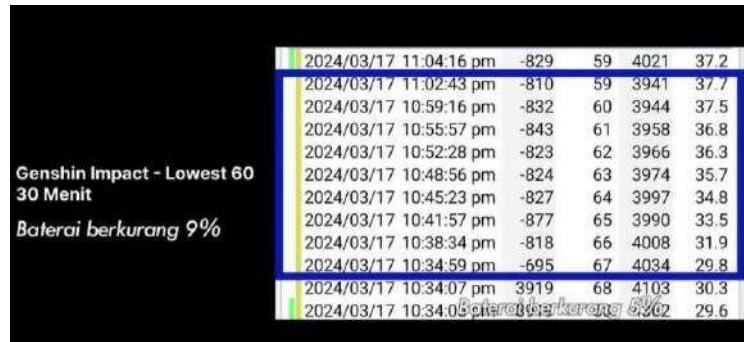 2024/03/17 11:04:16 pm -829 59 4021 37.2
2024/03/17 11:02:43 pm -810 59 3941 37.7
2024/03/17 10:59:16 pm -832 60 3944 37.5
2024/03/17 10:55:57 pm -843 61 3958 36.8
2024/03/17 10:52:28 pm -823 62 3966 36.3
2024/03/17 10:48:56 pm -824 63 3974 35.7
2024/03/17 10:45:23 pm -827 64 3997 34.8
2024/03/17 10:41:57 pm -877 65 3990 33.5
2024/03/17 10:38:34 pm -818 66 4008 31.9
2024/03/17 10:34:59 pm -695 67 4034 29.8
2024/03/17 10:34:07 pm 3919 68 4103 30.3
2024/03/17 29.6
Baterai berkurang 5%
Genshin Impact - Lowest 60
30 Menit
Baterai berkurang 9%